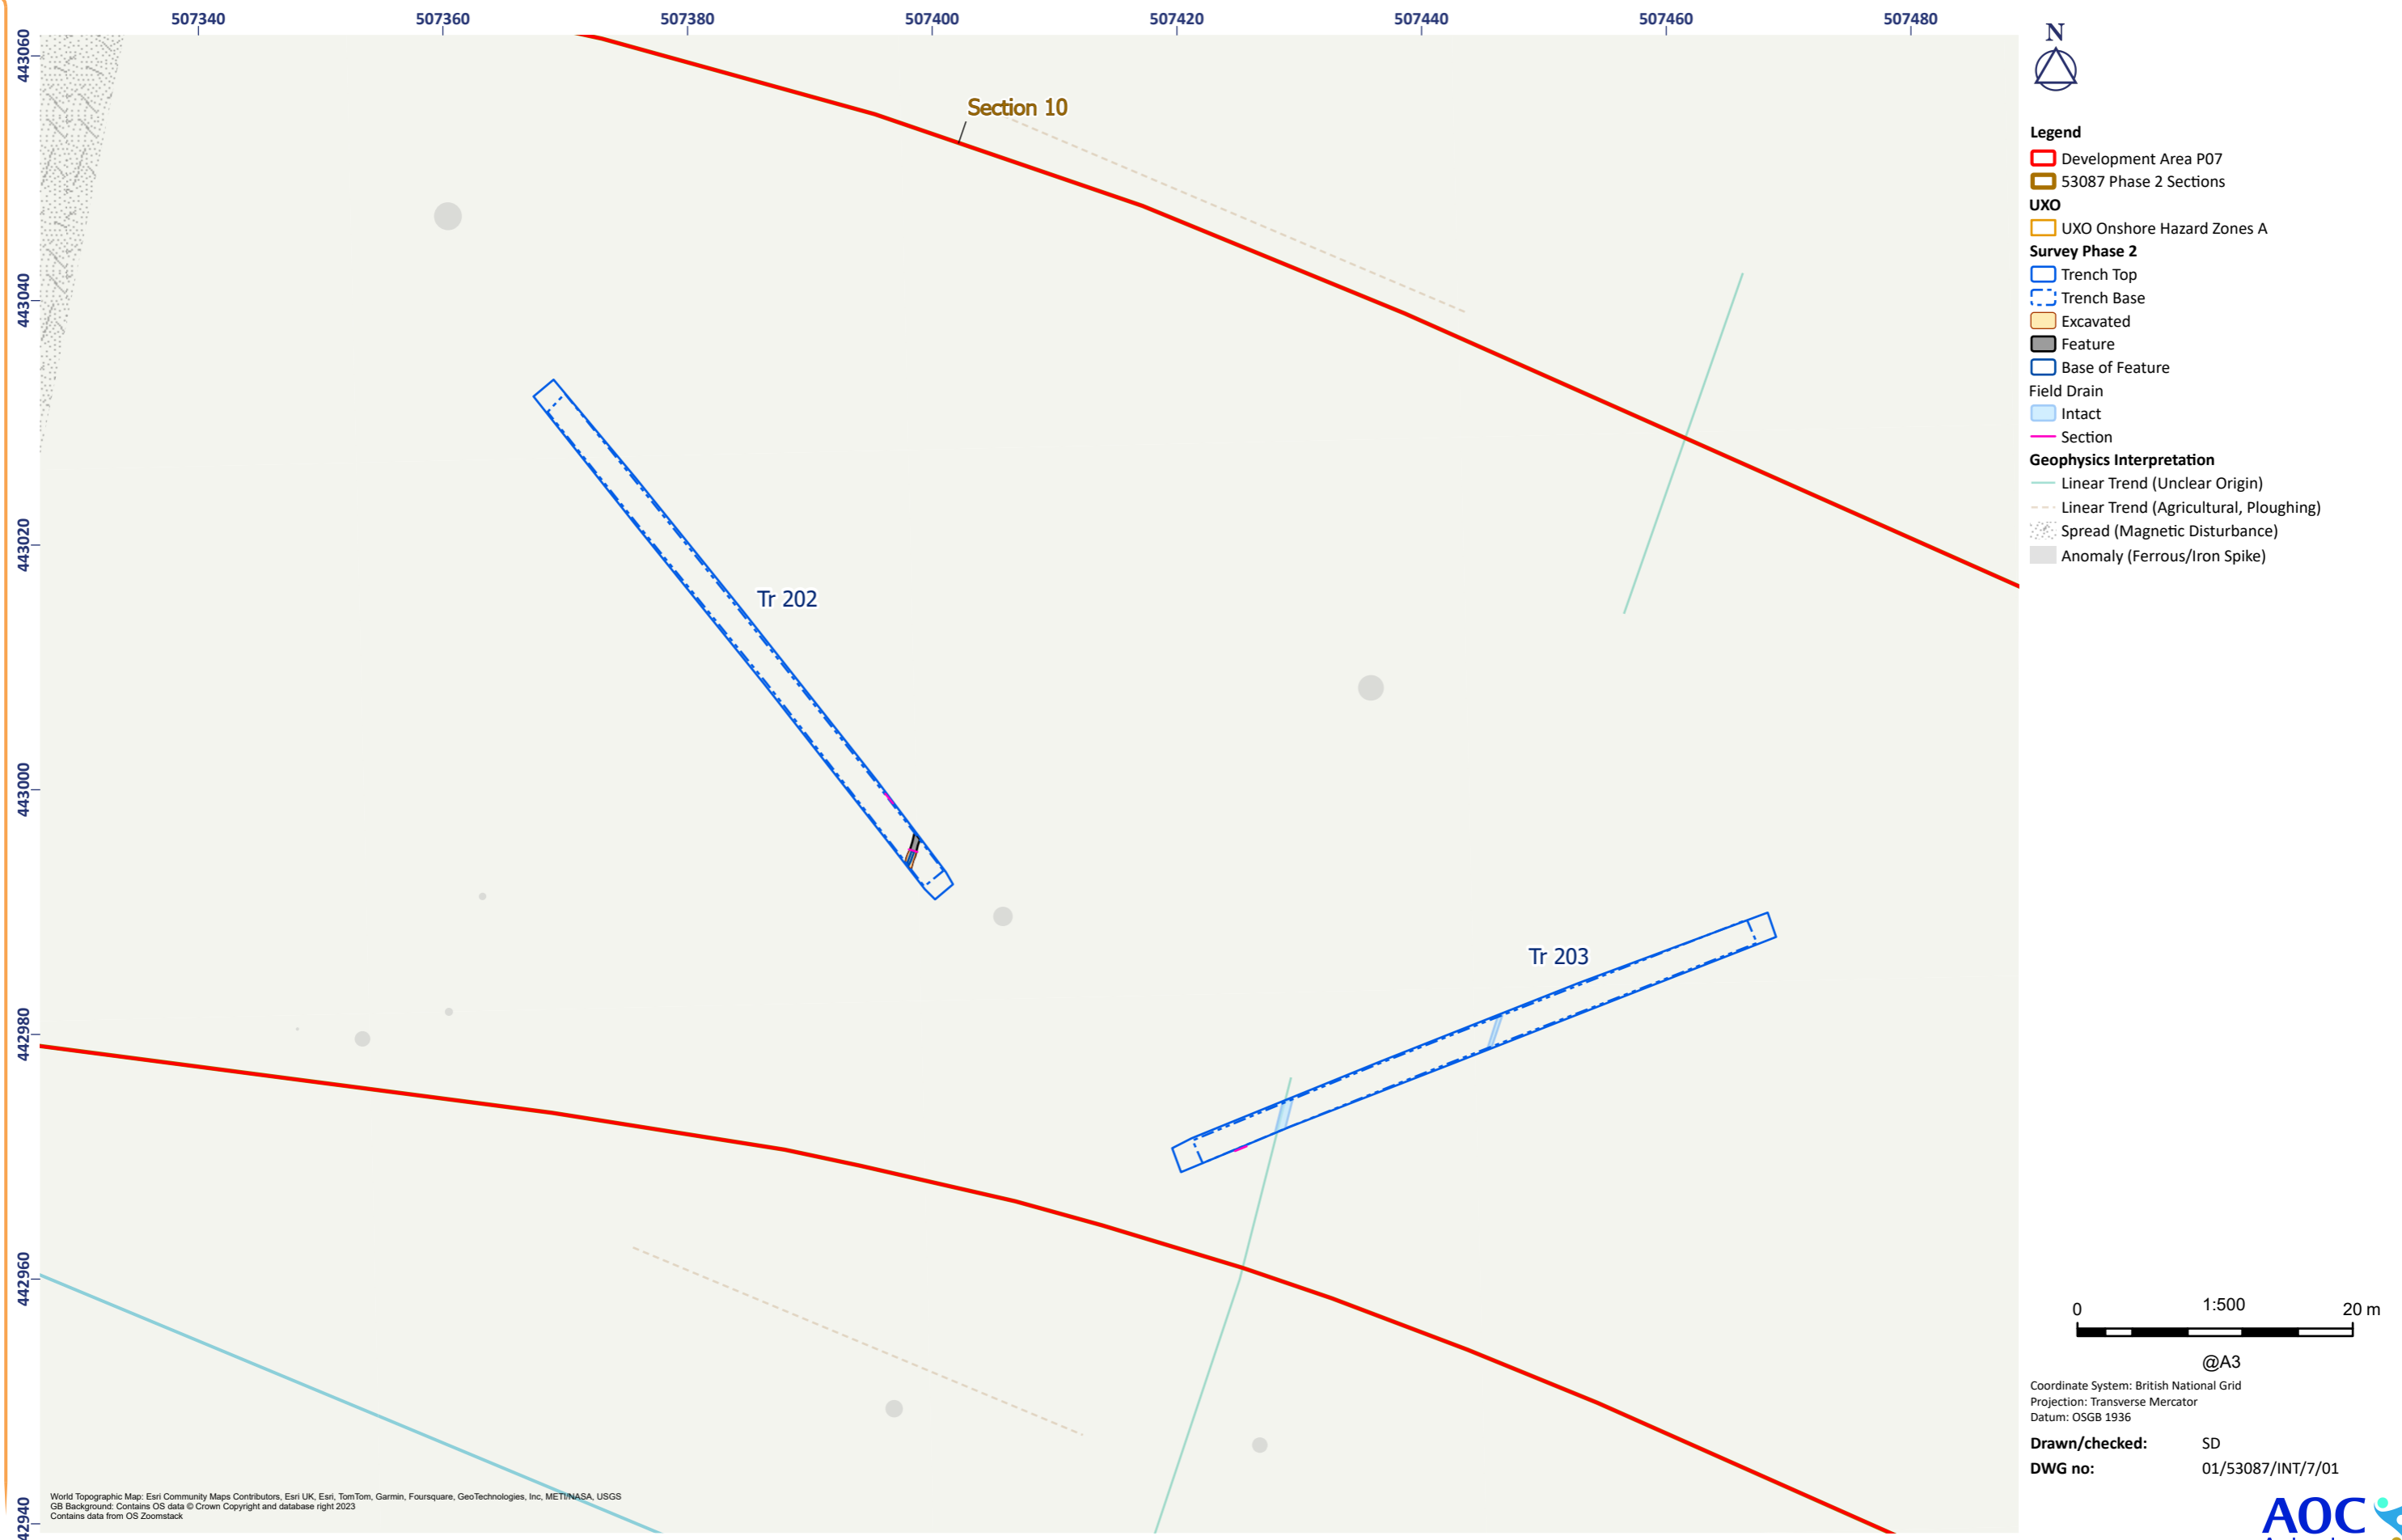 507340 507360 507380 507400 507420 507440 507460 507480
443060
443040
443020
443000
442980
442960
Section 10
Tr 202
Tr 203
World Topographic Map: Esri Community Maps Contributors, Esri UK, Esri, TomTom, Garmin, Foursquare, GeoTechnologies, Inc, METI/NASA, USGS
GB Background: Contains OS data © Crown Copyright and database right 2023
Contains data from OS Zoomstack
N
Legend
Development Area P07
53087 Phase 2 Sections
UXO
UXO Onshore Hazard Zones A
Survey Phase 2
Trench Top
Trench Base
Excavated
Feature
Base of Feature
Field Drain
Intact
Section
Geophysics Interpretation
Linear Trend (Unclear Origin)
Linear Trend (Agricultural, Ploughing)
Spread (Magnetic Disturbance)
Anomaly (Ferrous/Iron Spike)
0 1:500 20 m
@A3
Coordinate System: British National Grid
Projection: Transverse Mercator
Datum: OSGB 1936
Drawn/checked: SD
DWG no: 01/53087/INT/7/01
AOC